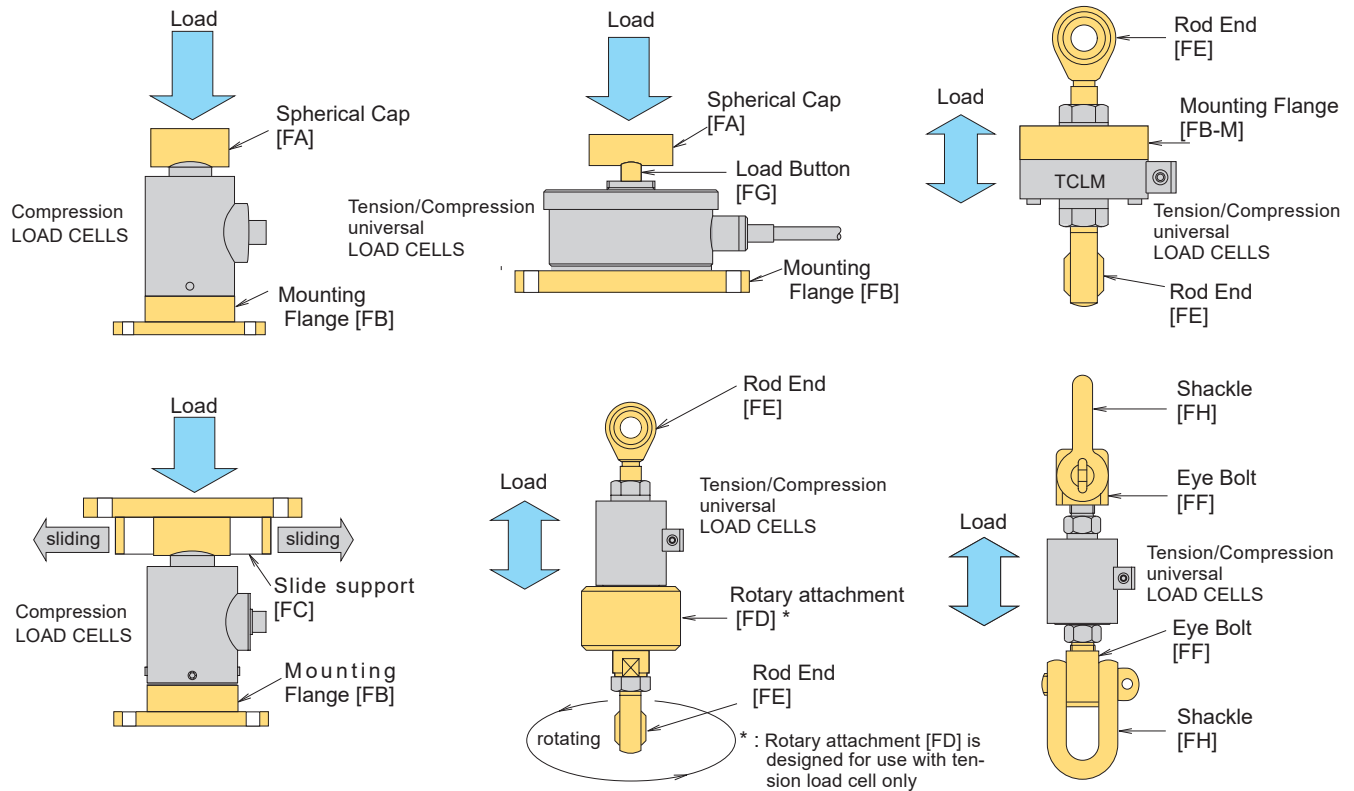 Load
Spherical Cap
[FA]
Compression
LOAD CELLS
Mounting
Flange [FB]
Load
Spherical Cap
[FA]
Load Button
[FG]
Tension/Compression
universal
LOAD CELLS
Mounting
Flange [FB]
Rod End
[FE]
Load
Mounting Flange
[FB-M]
TCLM
Tension/Compression
universal
LOAD CELLS
Rod End
[FE]
Load
sliding
sliding
Slide support
[FC]
Compression
LOAD CELLS
Mounting
Flange [FB]
Rod End
[FE]
Load
Tension/Compression
universal
LOAD CELLS
Rotary attachment
[FD] *
Rod End
[FE]
rotating
* : Rotary attachment [FD] is
designed for use with ten-
sion load cell only
Shackle
[FH]
Eye Bolt
[FF]
Load
Tension/Compression
universal
LOAD CELLS
Eye Bolt
[FF]
Shackle
[FH]